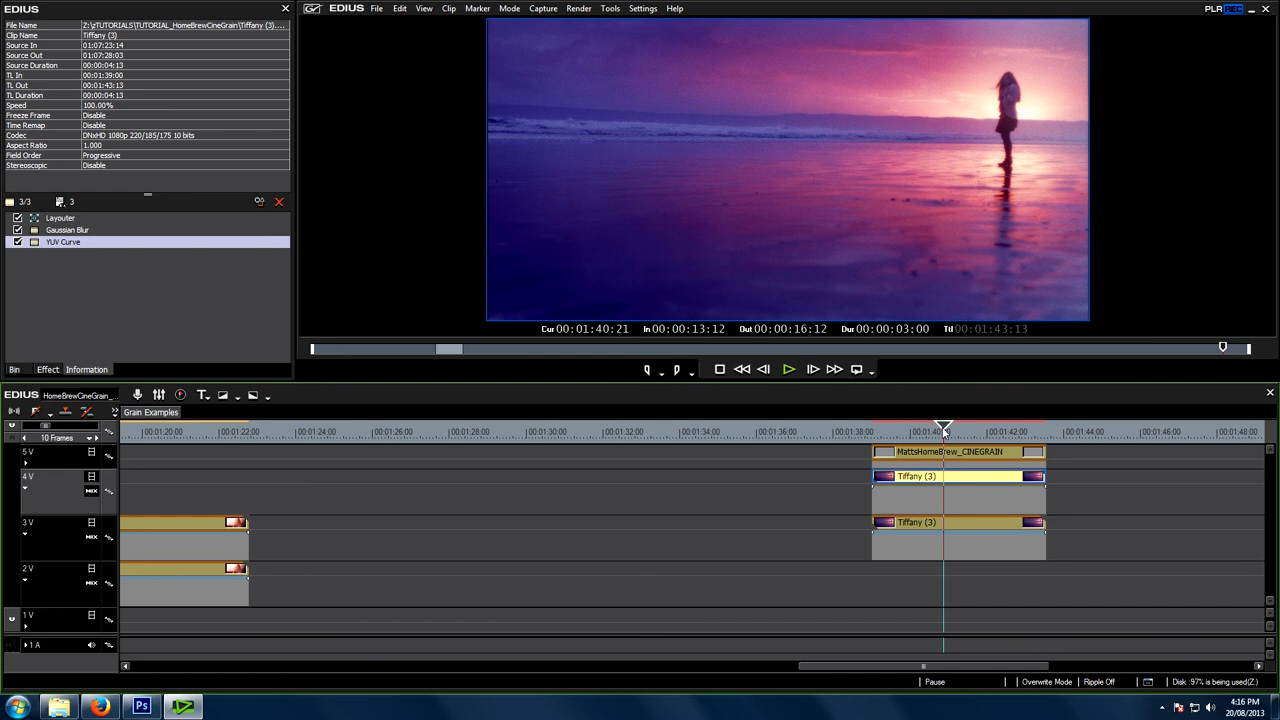 EDIUS
File Name Z:\zTUTORIALS\TUTORIAL_HomeBrewCineGrain\Tiffany (3)....
Clip Name Tiffany (3)
Source In 01:07:23:14
Source Out 01:07:28:03
Source Duration 00:00:04:13
TL In 00:01:39:00
TL Out 00:01:43:13
TL Duration 00:00:04:13
Speed 100.00%
Freeze Frame Disable
Time Remap Disable
Codec DNxHD 1080p 220/185/175 10 bits
Aspect Ratio 1.000
Field Order Progressive
Stereoscopic Disable
3/3 3
Layouter
Gaussian Blur
YUV Curve
Bin Effect Information
EDIUS File Edit View Clip Marker Mode Capture Render Tools Settings Help PLR REC
Cur 00:01:40:21 In 00:00:13:12 Out 00:00:16:12 Dur 00:00:03:00 Ttl 00:01:43:13
EDIUS HomeBrewCineGrain_... T
Grain Examples
10 Frames 00:01:20:00 00:01:22:00 00:01:24:00 00:01:26:00 00:01:28:00 00:01:30:00 00:01:32:00 00:01:34:00 00:01:36:00 00:01:38:00 00:01:40:00 00:01:42:00 00:01:44:00 00:01:46:00 00:01:48:00
5 V MattsHomeBrew_CINEGRAIN
4 V Tiffany (3)
MIX
3 V Tiffany (3)
MIX
2 V
MIX
1 V
1 A
Pause Overwrite Mode Ripple Off Disk :97% is being used(Z:)
Ps 4:16 PM
20/08/2013